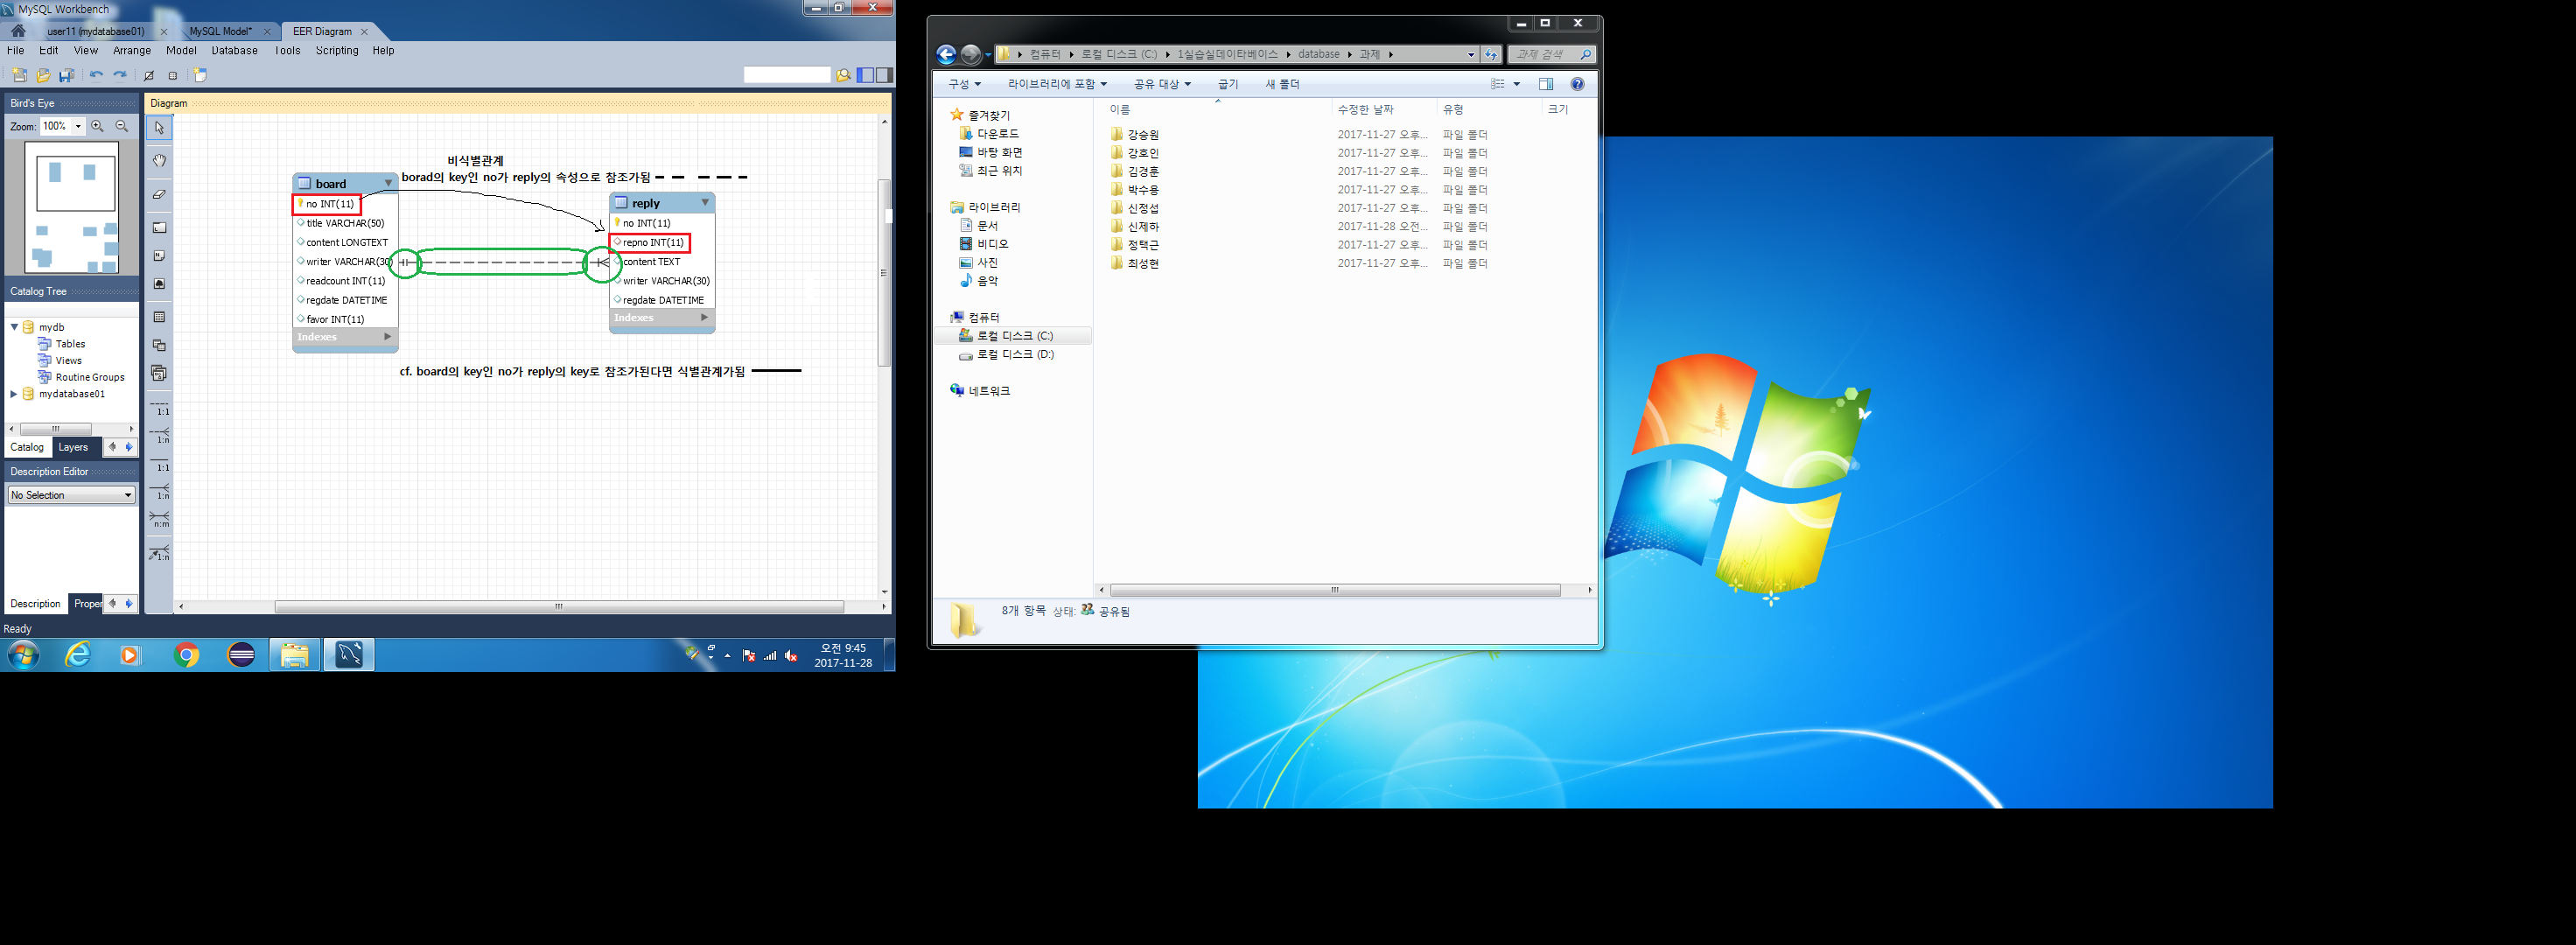 MySQL Workbench
user11 (mydatabase01)
MySQL Model*
EER Diagram
File Edit View Arrange Model Database Tools Scripting Help
Bird's Eye
Zoom: 100%
Catalog Tree
mydb
Tables
Views
Routine Groups
mydatabase01
Catalog Layers
Description Editor
No Selection
Description Proper
Ready
Diagram
1:1
1:n
1:1
1:n
n:m
1:n
비식별관계
borad의 key인 no가 reply의 속성으로 참조가됨
board
no INT(11)
title VARCHAR(50)
content LONGTEXT
writer VARCHAR(30)
readcount INT(11)
regdate DATETIME
favor INT(11)
Indexes
reply
no INT(11)
repno INT(11)
content TEXT
writer VARCHAR(30)
regdate DATETIME
Indexes
cf. board의 key인 no가 reply의 key로 참조가된다면 식별관계가됨
오전 9:45
2017-11-28
컴퓨터 로컬 디스크 (C:) 1실습실데이타베이스 database 과제
과제 검색
구성 라이브러리에 포함 공유 대상 굽기 새 폴더
즐겨찾기
다운로드
바탕 화면
최근 위치
라이브러리
문서
비디오
사진
음악
컴퓨터
로컬 디스크 (C:)
로컬 디스크 (D:)
네트워크
이름 수정한 날짜 유형 크기
강승원 2017-11-27 오후... 파일 폴더
강호인 2017-11-27 오후... 파일 폴더
김경훈 2017-11-27 오후... 파일 폴더
박수용 2017-11-27 오후... 파일 폴더
신정섭 2017-11-27 오후... 파일 폴더
신제하 2017-11-28 오전... 파일 폴더
정택근 2017-11-27 오후... 파일 폴더
최성현 2017-11-27 오후... 파일 폴더
8개 항목 상태: 공유됨